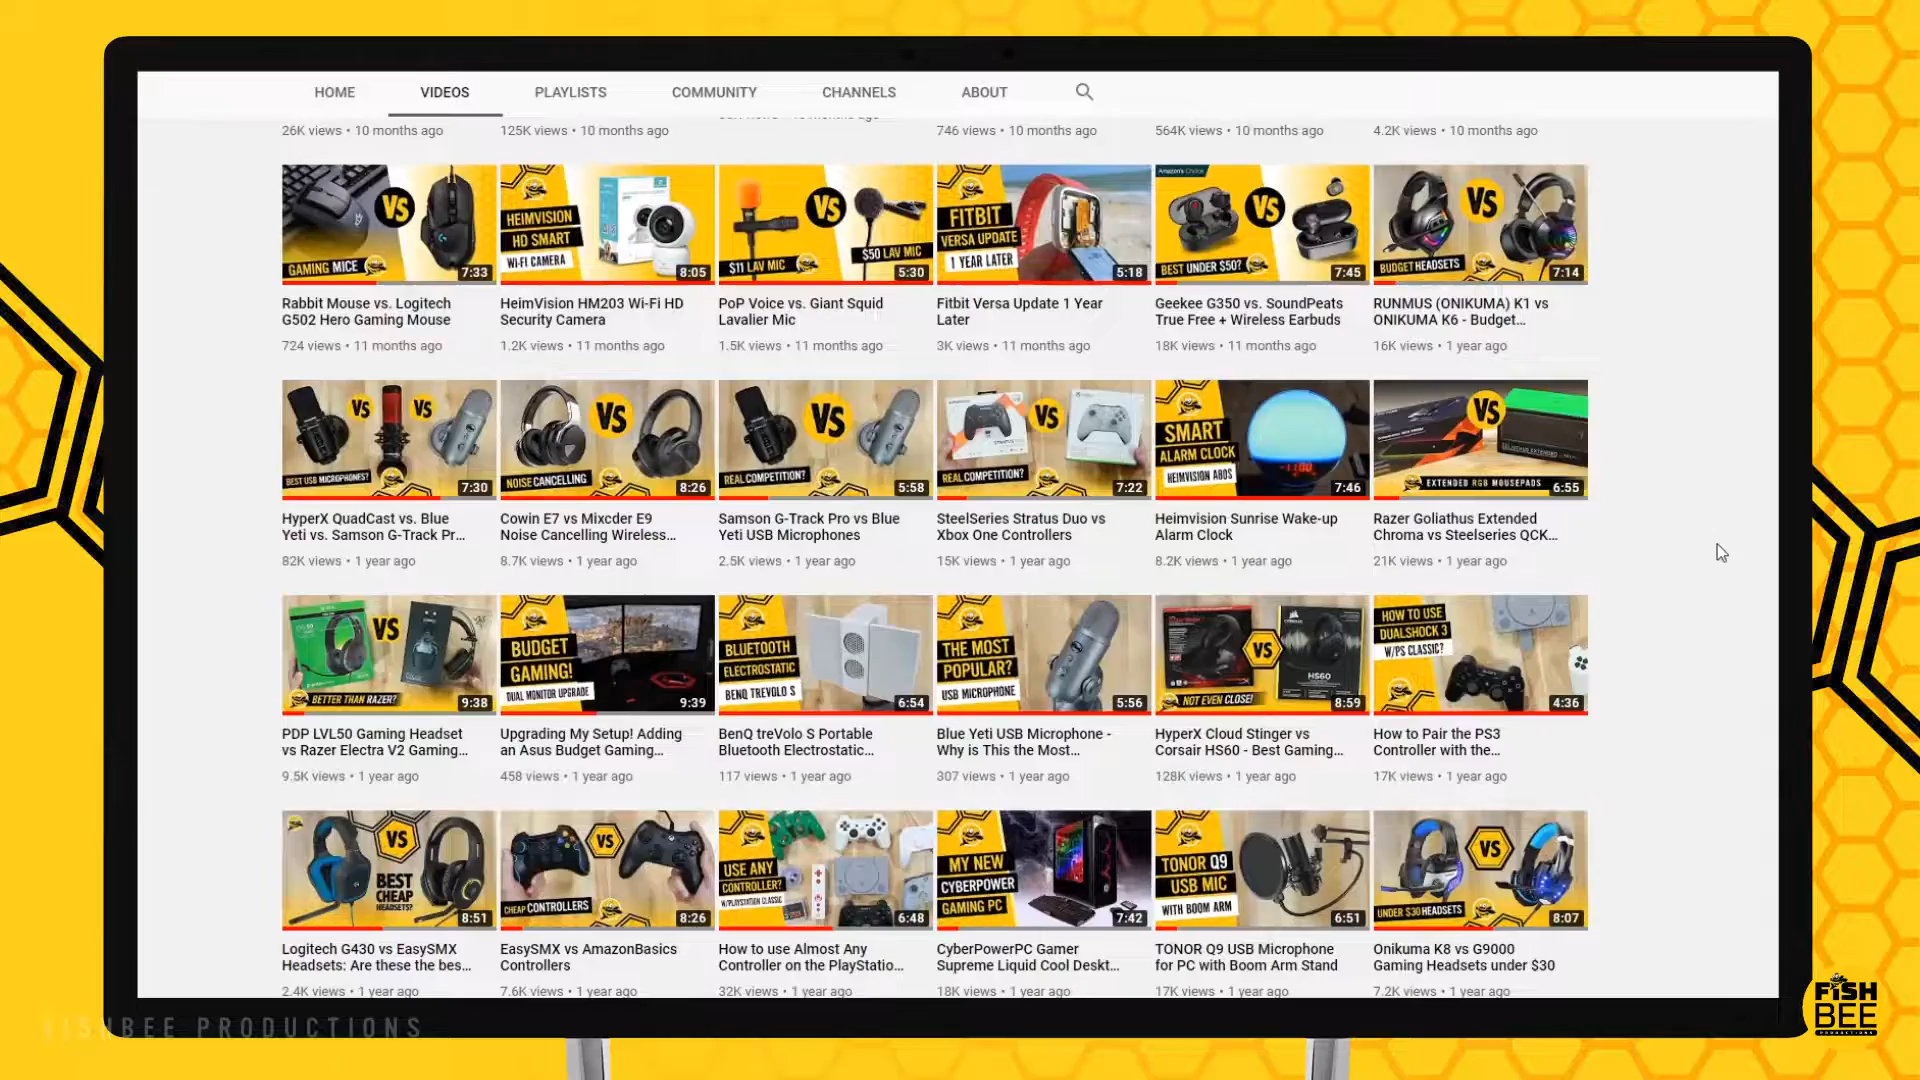 HOME VIDEOS PLAYLISTS COMMUNITY CHANNELS ABOUT
26K views • 10 months ago
125K views • 10 months ago
746 views • 10 months ago
564K views • 10 months ago
4.2K views • 10 months ago
VS
GAMING MICE
7:33
Rabbit Mouse vs. Logitech
G502 Hero Gaming Mouse
724 views • 11 months ago
HEIMVISION
HD SMART
WI-FI CAMERA
8:05
HeimVision HM203 Wi-Fi HD
Security Camera
1.2K views • 11 months ago
VS
$11 LAV MIC
$50 LAV MIC
5:30
PoP Voice vs. Giant Squid
Lavalier Mic
1.5K views • 11 months ago
FITBIT
VERSA UPDATE
1 YEAR LATER
5:18
Fitbit Versa Update 1 Year
Later
3K views • 11 months ago
Amazon's Choice
VS
BEST UNDER $50?
7:45
Geekee G350 vs. SoundPeats
True Free + Wireless Earbuds
18K views • 11 months ago
VS
BUDGET HEADSETS
7:14
RUNMUS (ONIKUMA) K1 vs
ONIKUMA K6 - Budget...
16K views • 1 year ago
VS
VS
BEST USB MICROPHONES?
7:30
HyperX QuadCast vs. Blue
Yeti vs. Samson G-Track Pr...
82K views • 1 year ago
VS
NOISE CANCELLING
8:26
Cowin E7 vs Mixcder E9
Noise Cancelling Wireless...
8.7K views • 1 year ago
VS
REAL COMPETITION?
5:58
Samson G-Track Pro vs Blue
Yeti USB Microphones
2.5K views • 1 year ago
VS
REAL COMPETITION?
7:22
SteelSeries Stratus Duo vs
Xbox One Controllers
15K views • 1 year ago
SMART
ALARM CLOCK
HEIMVISION A80S
7:46
Heimvision Sunrise Wake-up
Alarm Clock
8.2K views • 1 year ago
VS
EXTENDED RGB MOUSEPADS
6:55
Razer Goliathus Extended
Chroma vs Steelseries QCK...
21K views • 1 year ago
VS
BETTER THAN RAZER?
9:38
PDP LVL50 Gaming Headset
vs Razer Electra V2 Gaming...
9.5K views • 1 year ago
BUDGET
GAMING!
DUAL MONITOR UPGRADE
9:39
Upgrading My Setup! Adding
an Asus Budget Gaming...
458 views • 1 year ago
BLUETOOTH
ELECTROSTATIC
BENQ TREVOLO S
6:54
BenQ treVolo S Portable
Bluetooth Electrostatic...
117 views • 1 year ago
THE MOST
POPULAR?
USB MICROPHONE
5:56
Blue Yeti USB Microphone -
Why is This the Most...
307 views • 1 year ago
VS
HS60
NOT EVEN CLOSE!
8:59
HyperX Cloud Stinger vs
Corsair HS60 - Best Gaming...
128K views • 1 year ago
HOW TO USE
DUALSHOCK 3
W/PS CLASSIC?
4:36
How to Pair the PS3
Controller with the...
17K views • 1 year ago
VS
BEST
CHEAP
HEADSETS?
8:51
Logitech G430 vs EasySMX
Headsets: Are these the bes...
2.4K views • 1 year ago
VS
CHEAP CONTROLLERS
8:26
EasySMX vs AmazonBasics
Controllers
7.6K views • 1 year ago
USE ANY
CONTROLLER?
W/PLAYSTATION CLASSIC
6:48
How to use Almost Any
Controller on the PlayStatio...
32K views • 1 year ago
MY NEW
CYBERPOWER
GAMING PC
7:42
CyberPowerPC Gamer
Supreme Liquid Cool Deskt...
18K views • 1 year ago
TONOR Q9
USB MIC
WITH BOOM ARM
6:51
TONOR Q9 USB Microphone
for PC with Boom Arm Stand
17K views • 1 year ago
VS
UNDER $30 HEADSETS
8:07
Onikuma K8 vs G9000
Gaming Headsets under $30
7.2K views • 1 year ago
FISHBEE PRODUCTIONS
FISH
BEE
PRODUCTIONS